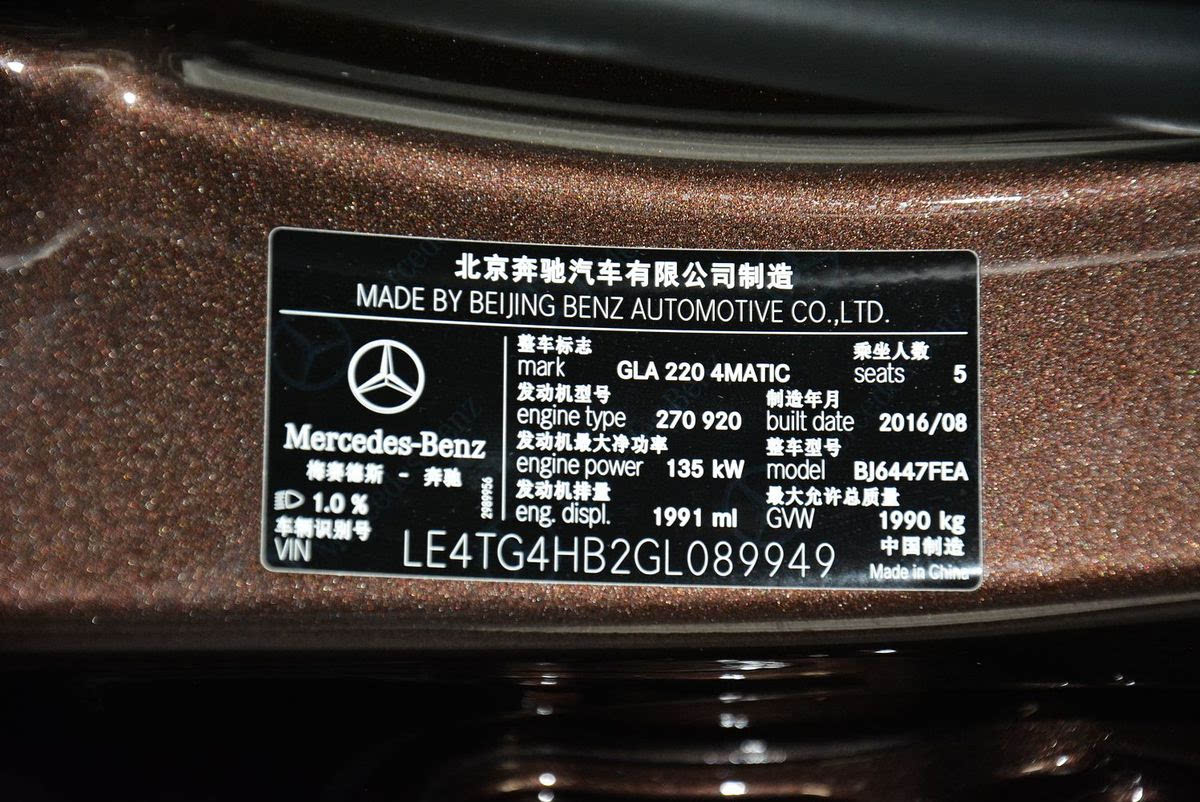 北京奔驰汽车有限公司制造
MADE BY BEIJING BENZ AUTOMOTIVE CO.,LTD.
Mercedes-Benz
梅赛德斯 - 奔驰
1.0 %
2989956
整车标志
mark GLA 220 4MATIC
乘坐人数
seats 5
发动机型号
engine type 270 920
制造年月
built date 2016/08
发动机最大净功率
engine power 135 kW
整车型号
model BJ6447FEA
发动机排量
eng. displ. 1991 ml
最大允许总质量
GVW 1990 kg
车辆识别号
VIN LE4TG4HB2GL089949
中国制造
Made in China